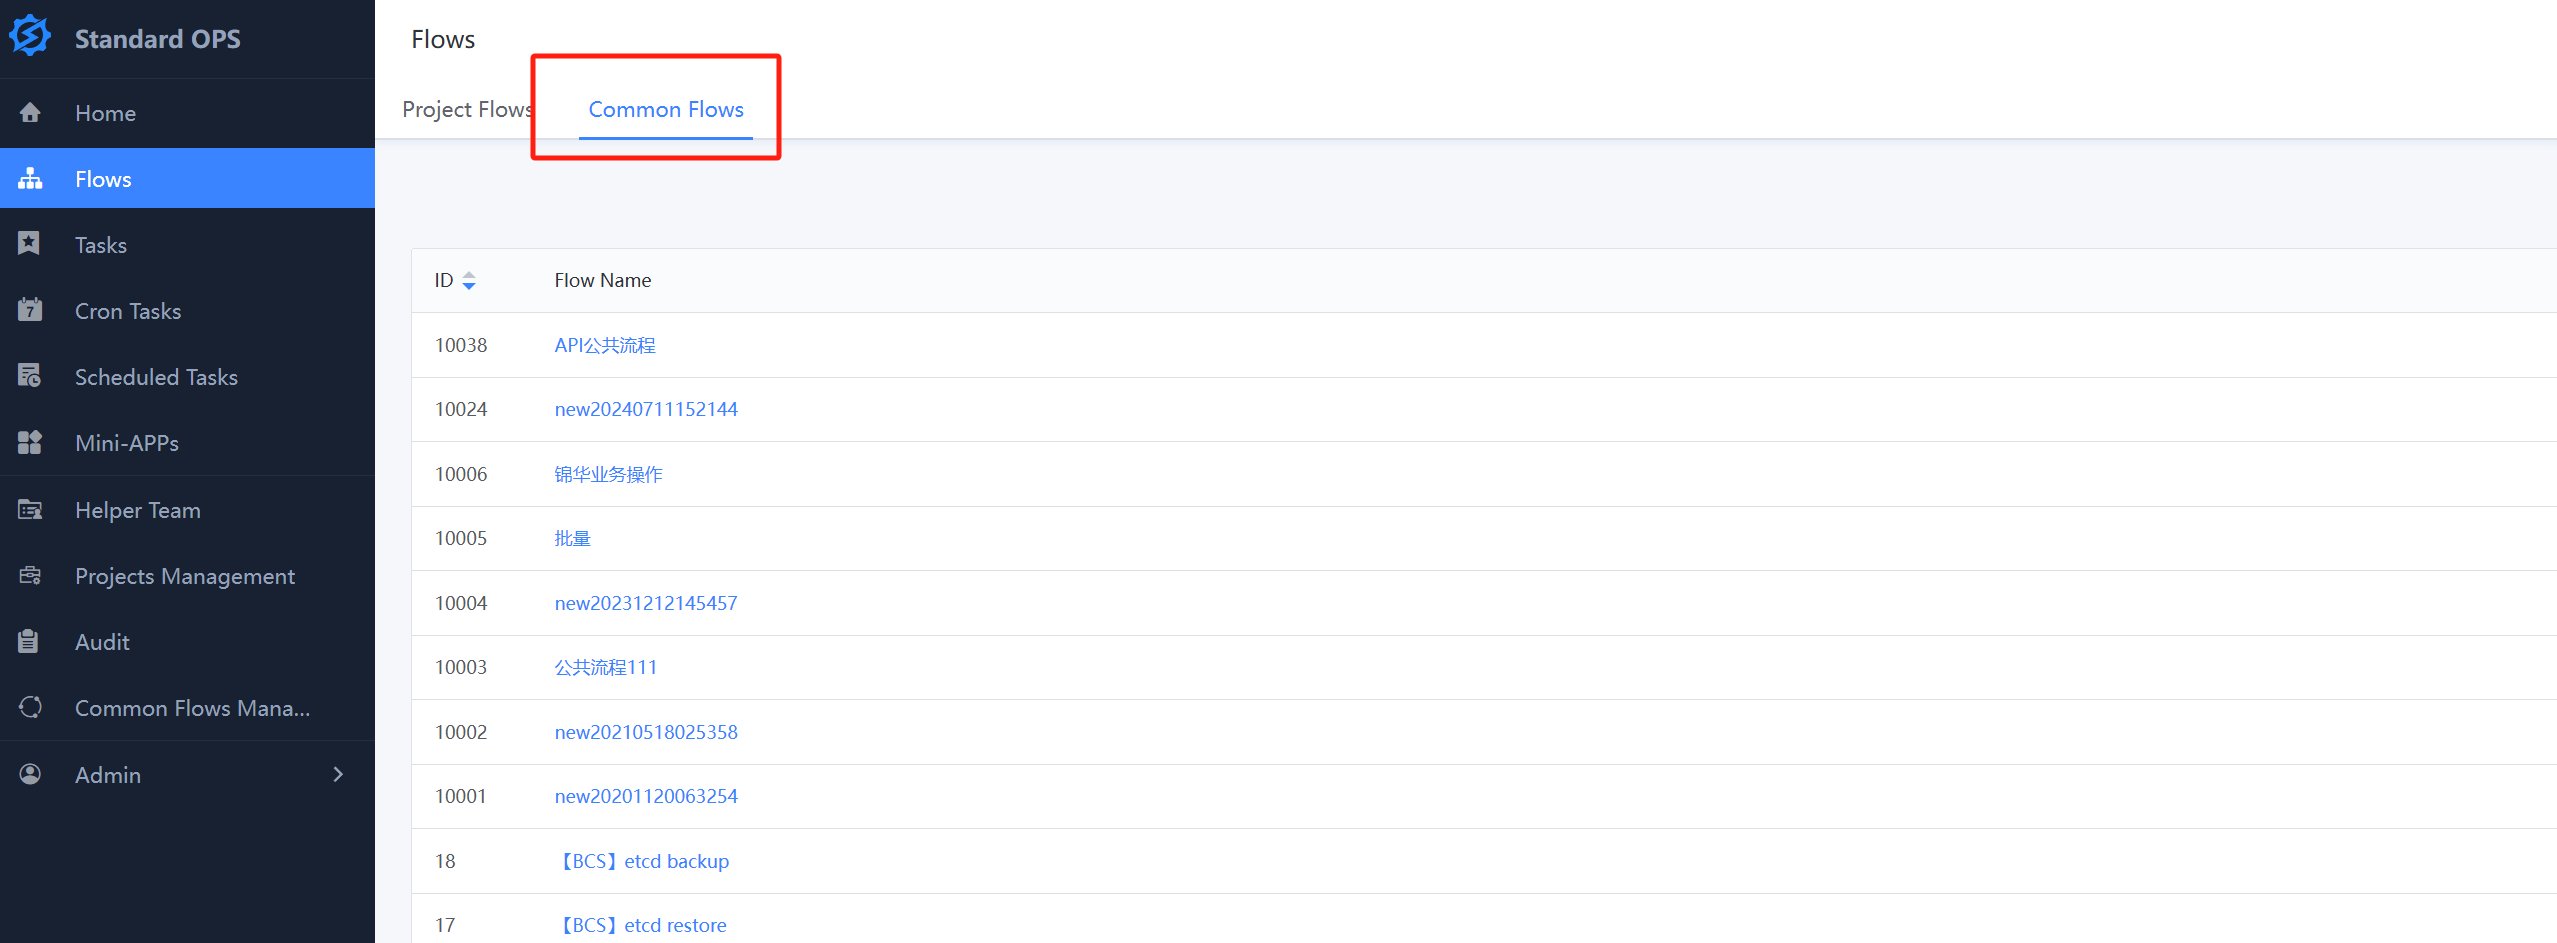 Standard OPS
Home
Flows
Tasks
7
Cron Tasks
Scheduled Tasks
Mini-APPs
Helper Team
Projects Management
Audit
Common Flows Mana...
Admin
Flows
Project Flows
Common Flows
ID
Flow Name
10038
API公共流程
10024
new20240711152144
10006
锦华业务操作
10005
批量
10004
new20231212145457
10003
公共流程111
10002
new20210518025358
10001
new20201120063254
18
【BCS】etcd backup
17
【BCS】etcd restore